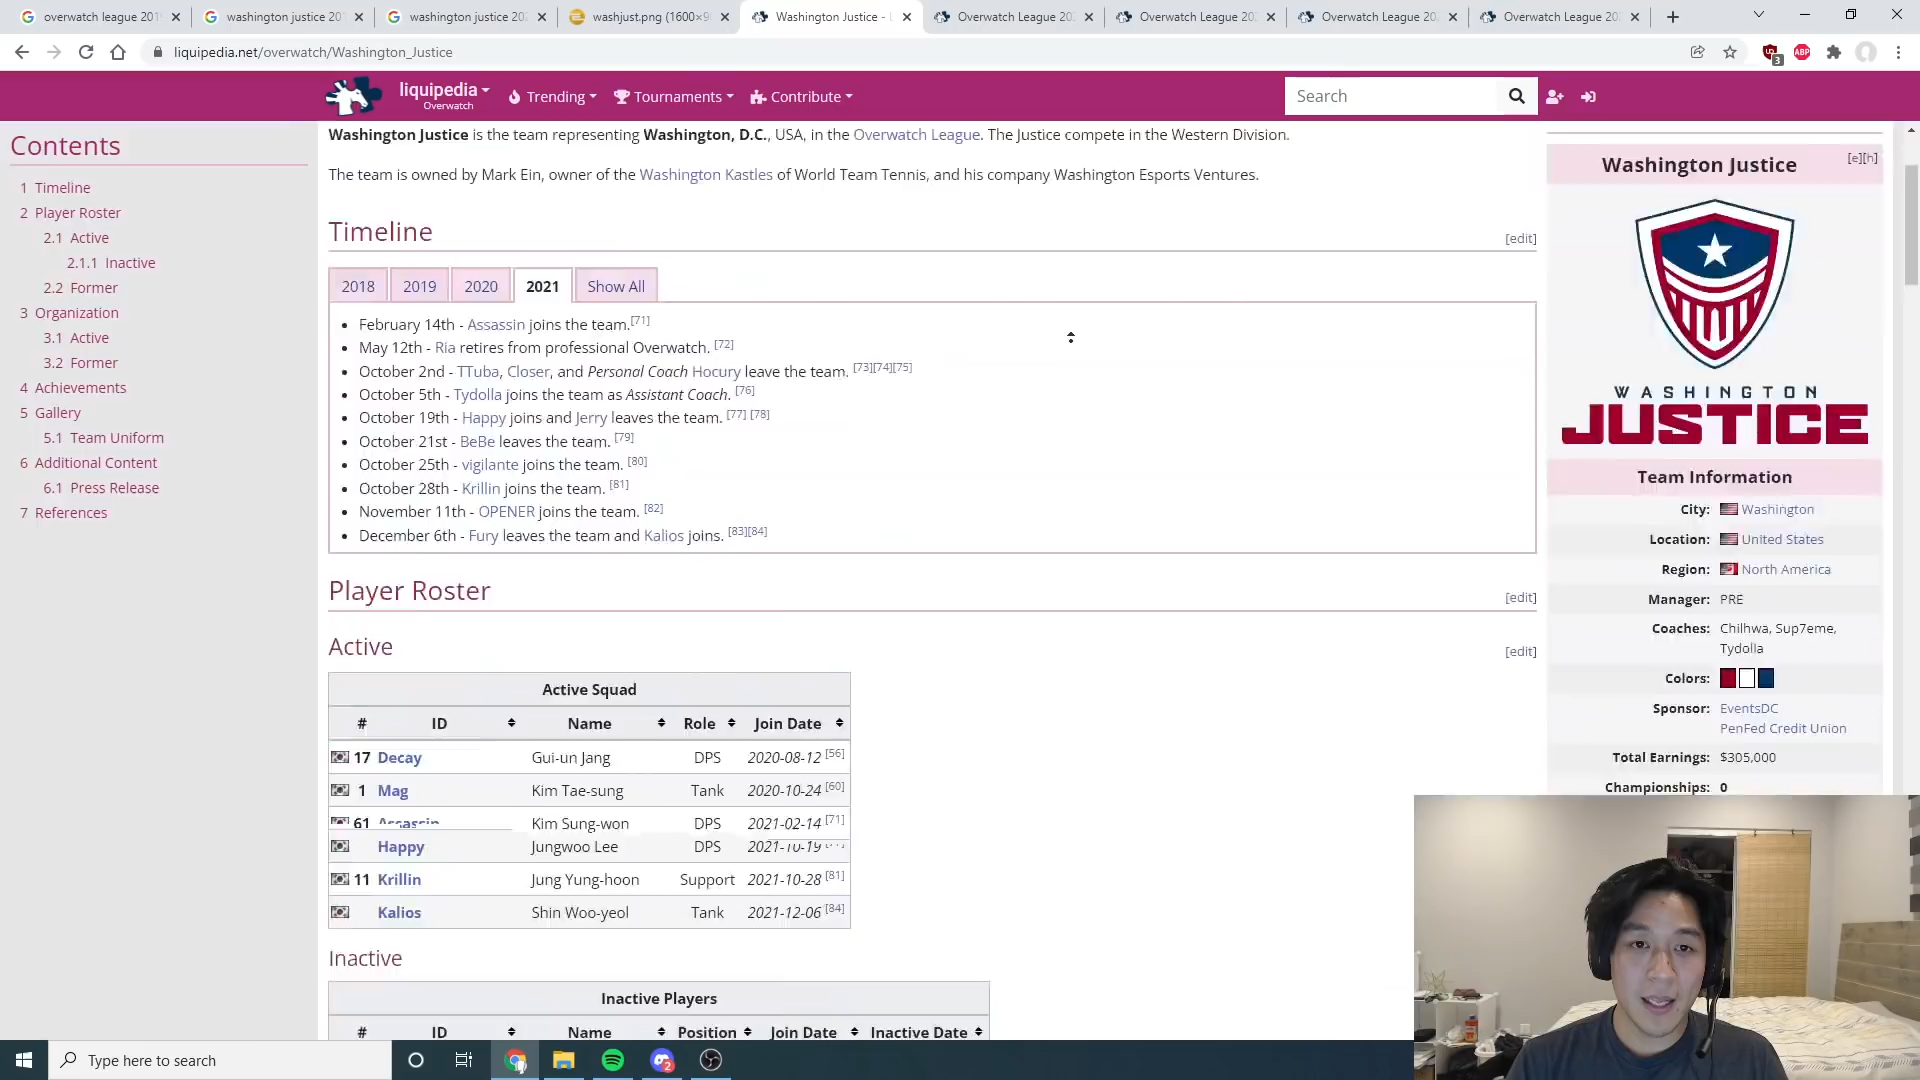 overwatch league 201
washington justice 201
washington justice 202
washjust.png (1600×9
Washington Justice - L
Overwatch League 202
Overwatch League 202
Overwatch League 202
Overwatch League 202
liquipedia.net/overwatch/Washington_Justice
3
ABP
liquipedia
Overwatch
Trending
Tournaments
Contribute
Search
Contents
1 Timeline
2 Player Roster
2.1 Active
2.1.1 Inactive
2.2 Former
3 Organization
3.1 Active
3.2 Former
4 Achievements
5 Gallery
5.1 Team Uniform
6 Additional Content
6.1 Press Release
7 References
Washington Justice is the team representing Washington, D.C., USA, in the Overwatch League. The Justice compete in the Western Division.
The team is owned by Mark Ein, owner of the Washington Kastles of World Team Tennis, and his company Washington Esports Ventures.
Timeline
[edit]
2018 2019 2020 2021 Show All
• February 14th - Assassin joins the team.[71]
• May 12th - Ria retires from professional Overwatch. [72]
• October 2nd - TTuba, Closer, and Personal Coach Hocury leave the team. [73][74][75]
• October 5th - Tydolla joins the team as Assistant Coach. [76]
• October 19th - Happy joins and Jerry leaves the team. [77] [78]
• October 21st - BeBe leaves the team. [79]
• October 25th - vigilante joins the team. [80]
• October 28th - Krillin joins the team. [81]
• November 11th - OPENER joins the team. [82]
• December 6th - Fury leaves the team and Kalios joins. [83][84]
Player Roster
[edit]
Active
[edit]
Active Squad
# ID Name Role Join Date
17 Decay Gui-un Jang DPS 2020-08-12 [56]
1 Mag Kim Tae-sung Tank 2020-10-24 [60]
61 Assassin Kim Sung-won DPS 2021-02-14 [71]
Happy Jungwoo Lee DPS 2021-10-19
11 Krillin Jung Yung-hoon Support 2021-10-28 [81]
Kalios Shin Woo-yeol Tank 2021-12-06 [84]
Inactive
Inactive Players
# ID Name Position Join Date Inactive Date
Washington Justice
[e][h]
WASHINGTON
JUSTICE
Team Information
City: Washington
Location: United States
Region: North America
Manager: PRE
Coaches: Chilhwa, Sup7eme,
Tydolla
Colors:
Sponsor: EventsDC
PenFed Credit Union
Total Earnings: $305,000
Championships: 0
Type here to search
2